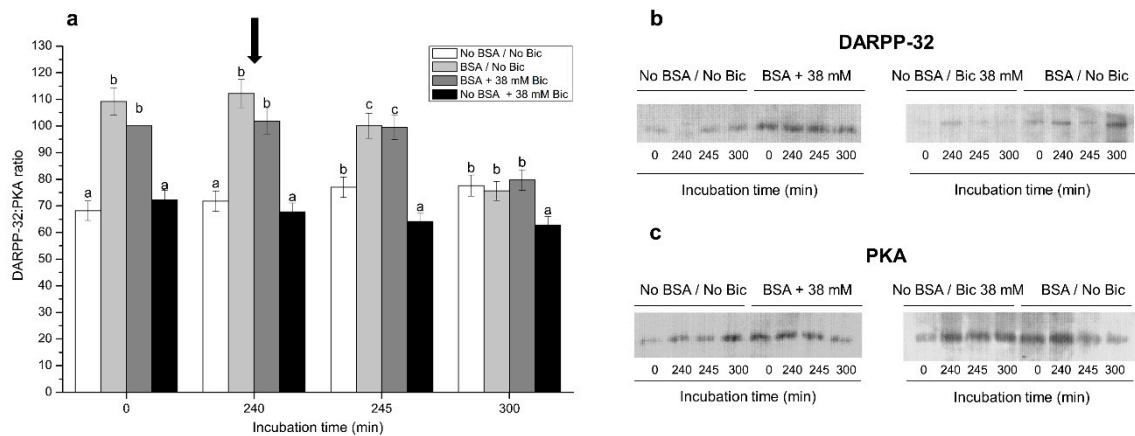 a
DARPP-32:PKA ratio
130
120
110
100
90
80
70
60
50
40
30
20
10
0
a b b a
a b b a
b c c a
b b b a
0 240 245 300
Incubation time (min)
No BSA / No Bic
BSA / No Bic
BSA + 38 mM Bic
No BSA + 38 mM Bic
b
DARPP-32
No BSA / No Bic BSA + 38 mM No BSA / Bic 38 mM BSA / No Bic
0 240 245 300 0 240 245 300 0 240 245 300 0 240 245 300
Incubation time (min) Incubation time (min)
c
PKA
No BSA / No Bic BSA + 38 mM No BSA / Bic 38 mM BSA / No Bic
0 240 245 300 0 240 245 300 0 240 245 300 0 240 245 300
Incubation time (min) Incubation time (min)